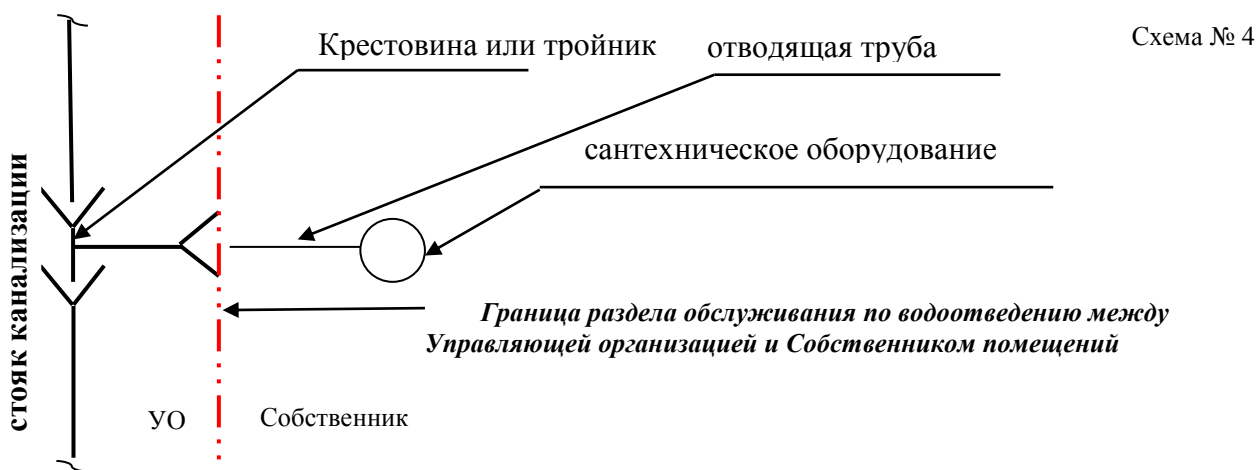 Схема № 4
Крестовина или тройник
отводящая труба
сантехническое оборудование
стояк канализации
Граница раздела обслуживания по водоотведению между
Управляющей организацией и Собственником помещений
УО
Собственник